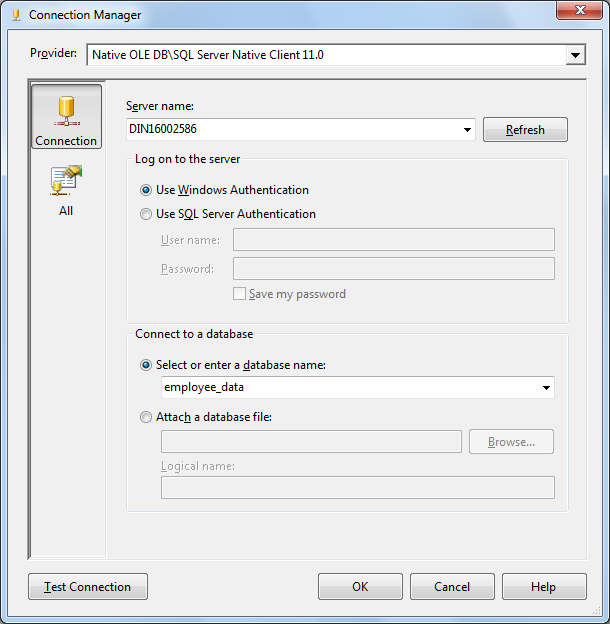 Connection Manager
Provider: Native OLE DB\SQL Server Native Client 11.0
Connection
All
Server name:
DIN16002586
Refresh
Log on to the server
Use Windows Authentication
Use SQL Server Authentication
User name:
Password:
Save my password
Connect to a database
Select or enter a database name:
employee_data
Attach a database file:
Browse...
Logical name:
Test Connection OK Cancel Help